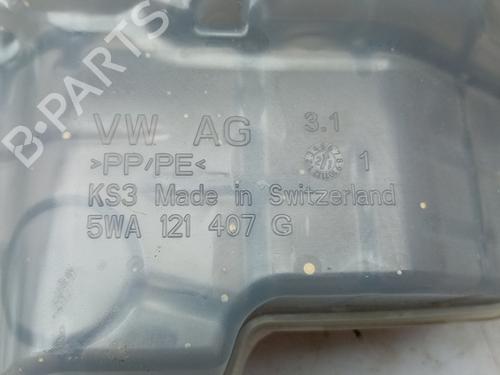 B-PARTS
VW AG 3.1
>PP/PE< 1
KS3 Made in Switzerland
5WA 121 407 G